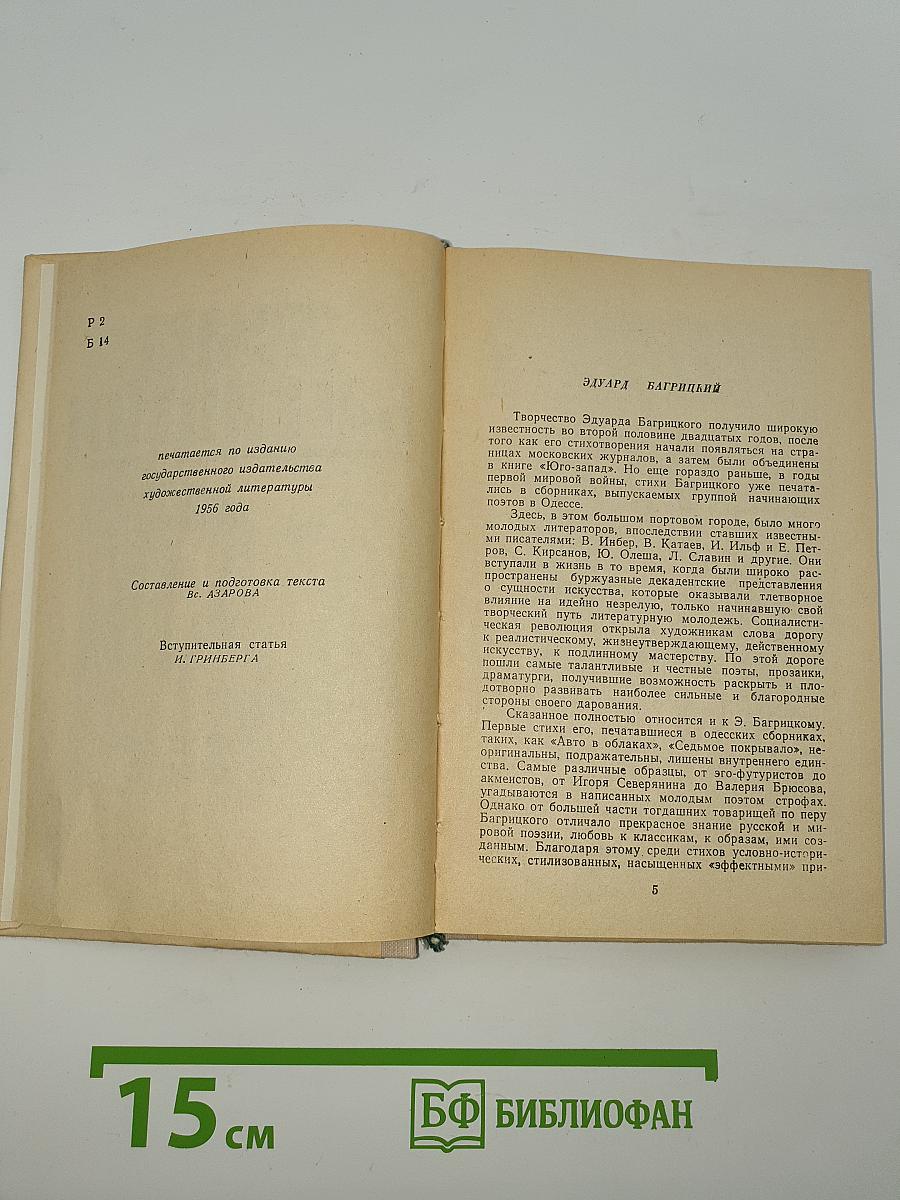 Р 2
Б 14
печатается по изданию
государственного издательства
художественной литературы
1956 года
Составление и подготовка текста
Вс. АЗАРОВА
Вступительная статья
И. ГРИНБЕРГА
ЭДУАРД БАГРИЦКИЙ
Творчество Эдуарда Багрицкого получило широкую
известность во второй половине двадцатых годов, после
того как его стихотворения начали появляться на стра-
ницах московских журналов, а затем были объединены
в книге «Юго-запад». Но еще гораздо раньше, в годы
первой мировой войны, стихи Багрицкого уже печата-
лись в сборниках, выпускаемых группой начинающих
поэтов в Одессе.
Здесь, в этом большом портовом городе, было много
молодых литераторов, впоследствии ставших известны-
ми писателями: В. Инбер, В. Катаев, И. Ильф и Е. Пет-
ров, С. Кирсанов, Ю. Олеша, Л. Славин и другие. Они
вступали в жизнь в то время, когда были широко рас-
пространены буржуазные декадентские представления
о сущности искусства, которые оказывали тлетворное
влияние на идейно незрелую, только начинавшую свой
творческий путь литературную молодежь. Социалисти-
ческая революция открыла художникам слова дорогу
к реалистическому, жизнеутверждающему, действенному
искусству, к подлинному мастерству. По этой дороге
пошли самые талантливые и честные поэты, прозаики,
драматурги, получившие возможность раскрыть и пло-
дотворно развивать наиболее сильные и благородные
стороны своего дарования.
Сказанное полностью относится и к Э. Багрицкому.
Первые стихи его, печатавшиеся в одесских сборниках,
таких, как «Авто в облаках», «Седьмое покрывало», не-
оригинальны, подражательны, лишены внутреннего един-
ства. Самые различные образцы, от эго-футуристов до
акмеистов, от Игоря Северянина до Валерия Брюсова,
угадываются в написанных молодым поэтом строфах.
Однако от большей части тогдашних товарищей по перу
Багрицкого отличало прекрасное знание русской и ми-
ровой поэзии, любовь к классикам, к образам, ими соз-
данным. Благодаря этому среди стихов условно-истори-
ческих, стилизованных, насыщенных «эффектными» при-
5
15 см
БФ БИБЛИОФАН